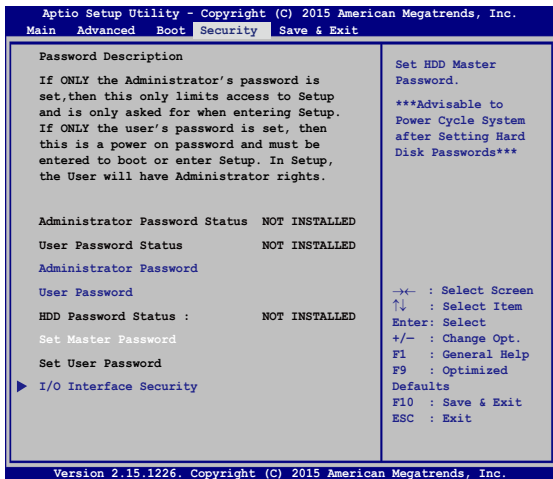 Aptio Setup Utility - Copyright (C) 2015 American Megatrends, Inc.
Main Advanced Boot Security Save & Exit
Password Description
If ONLY the Administrator's password is
set,then this only limits access to Setup
and is only asked for when entering Setup.
If ONLY the user's password is set, then
this is a power on password and must be
entered to boot or enter Setup. In Setup,
the User will have Administrator rights.
Administrator Password Status NOT INSTALLED
User Password Status NOT INSTALLED
Administrator Password
User Password
HDD Password Status : NOT INSTALLED
Set Master Password
Set User Password
I/O Interface Security
Set HDD Master
Password.
***Advisable to
Power Cycle System
after Setting Hard
Disk Passwords***
→← : Select Screen
↑↓ : Select Item
Enter: Select
+/— : Change Opt.
F1 : General Help
F9 : Optimized
Defaults
F10 : Save & Exit
ESC : Exit
Version 2.15.1226. Copyright (C) 2015 American Megatrends, Inc.